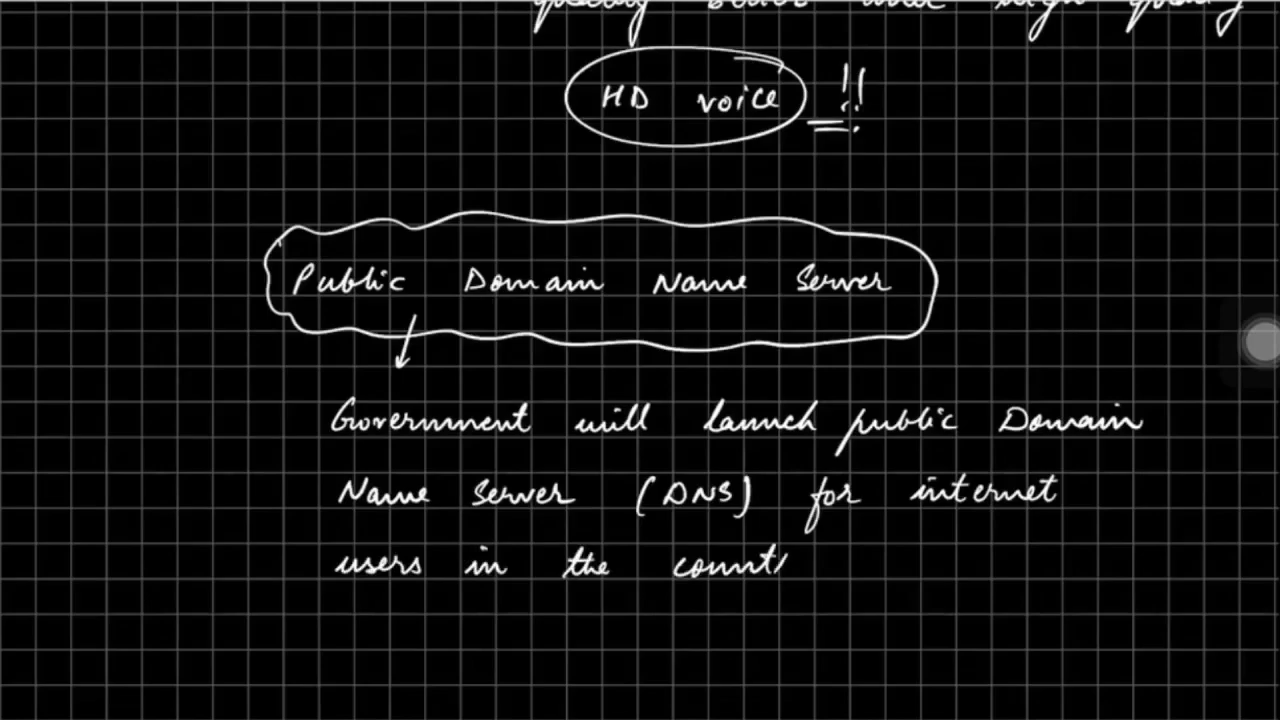 HD voice !!
Public Domain Name Server
Government will launch public Domain
Name Server (DNS) for internet
users in the count